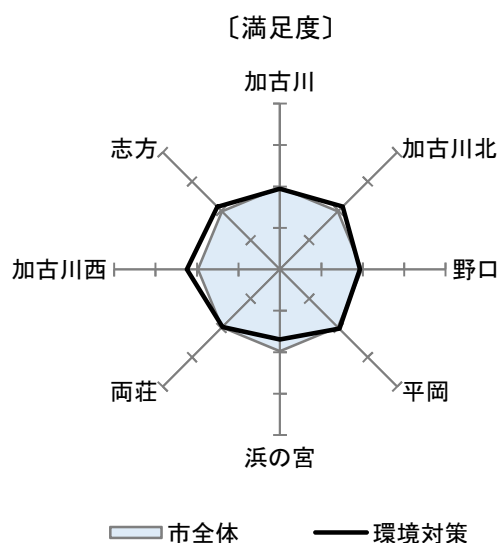 〔満足度〕
加古川
志方
加古川北
加古川西
野口
両荘
平岡
浜の宮
市全体
環境対策